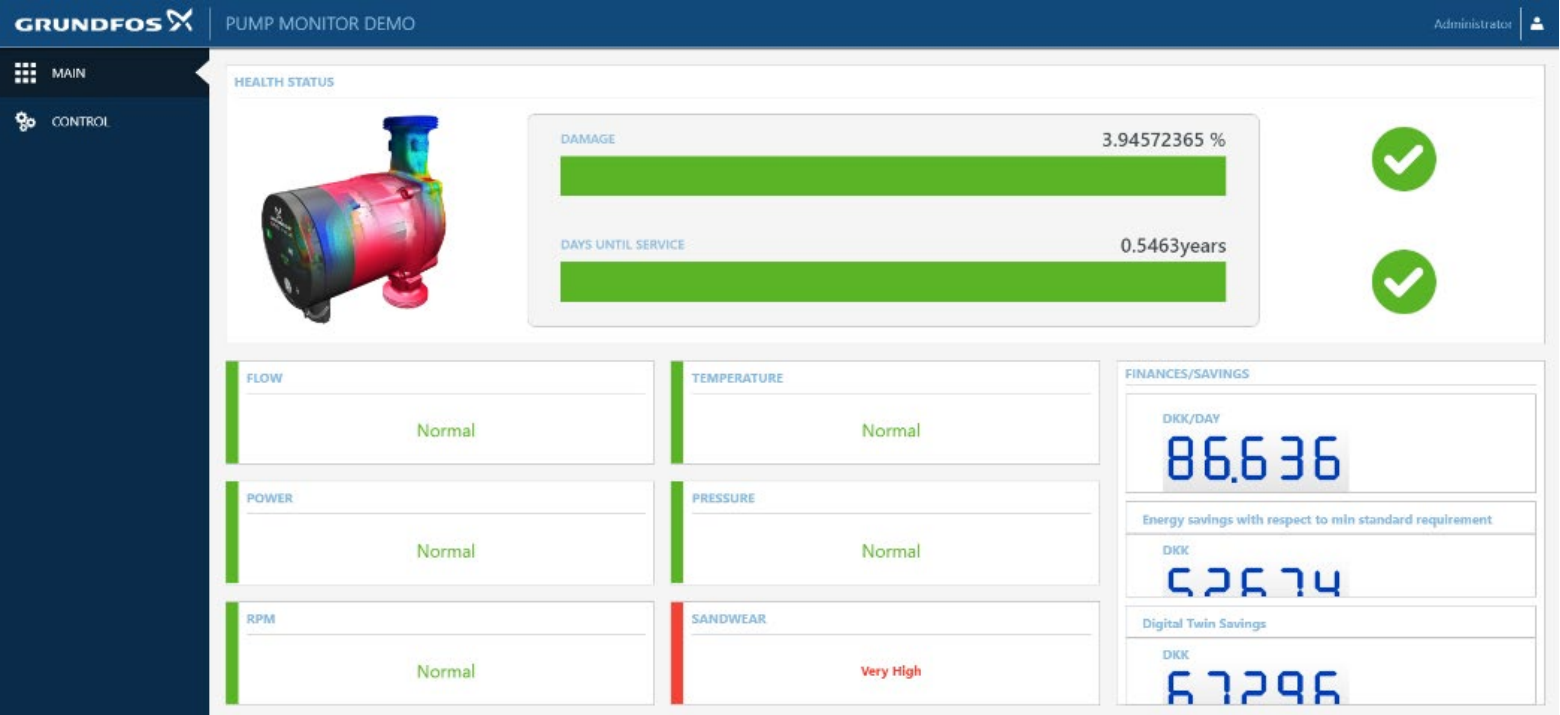 GRUNDFOS
PUMP MONITOR DEMO
Administrator
MAIN
CONTROL
HEALTH STATUS
DAMAGE
3.94572365 %
DAYS UNTIL SERVICE
0.5463years
FLOW
Normal
TEMPERATURE
Normal
POWER
Normal
PRESSURE
Normal
RPM
Normal
SANDWEAR
Very High
FINANCES/SAVINGS
DKK/DAY
86.636
Energy savings with respect to min standard requirement
DKK
Digital Twin Savings
DKK